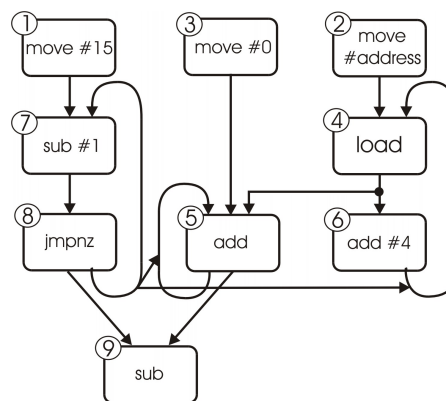 1
move #15
3
move #0
2
move
#address
7
sub #1
4
load
8
jmpnz
5
add
6
add #4
9
sub